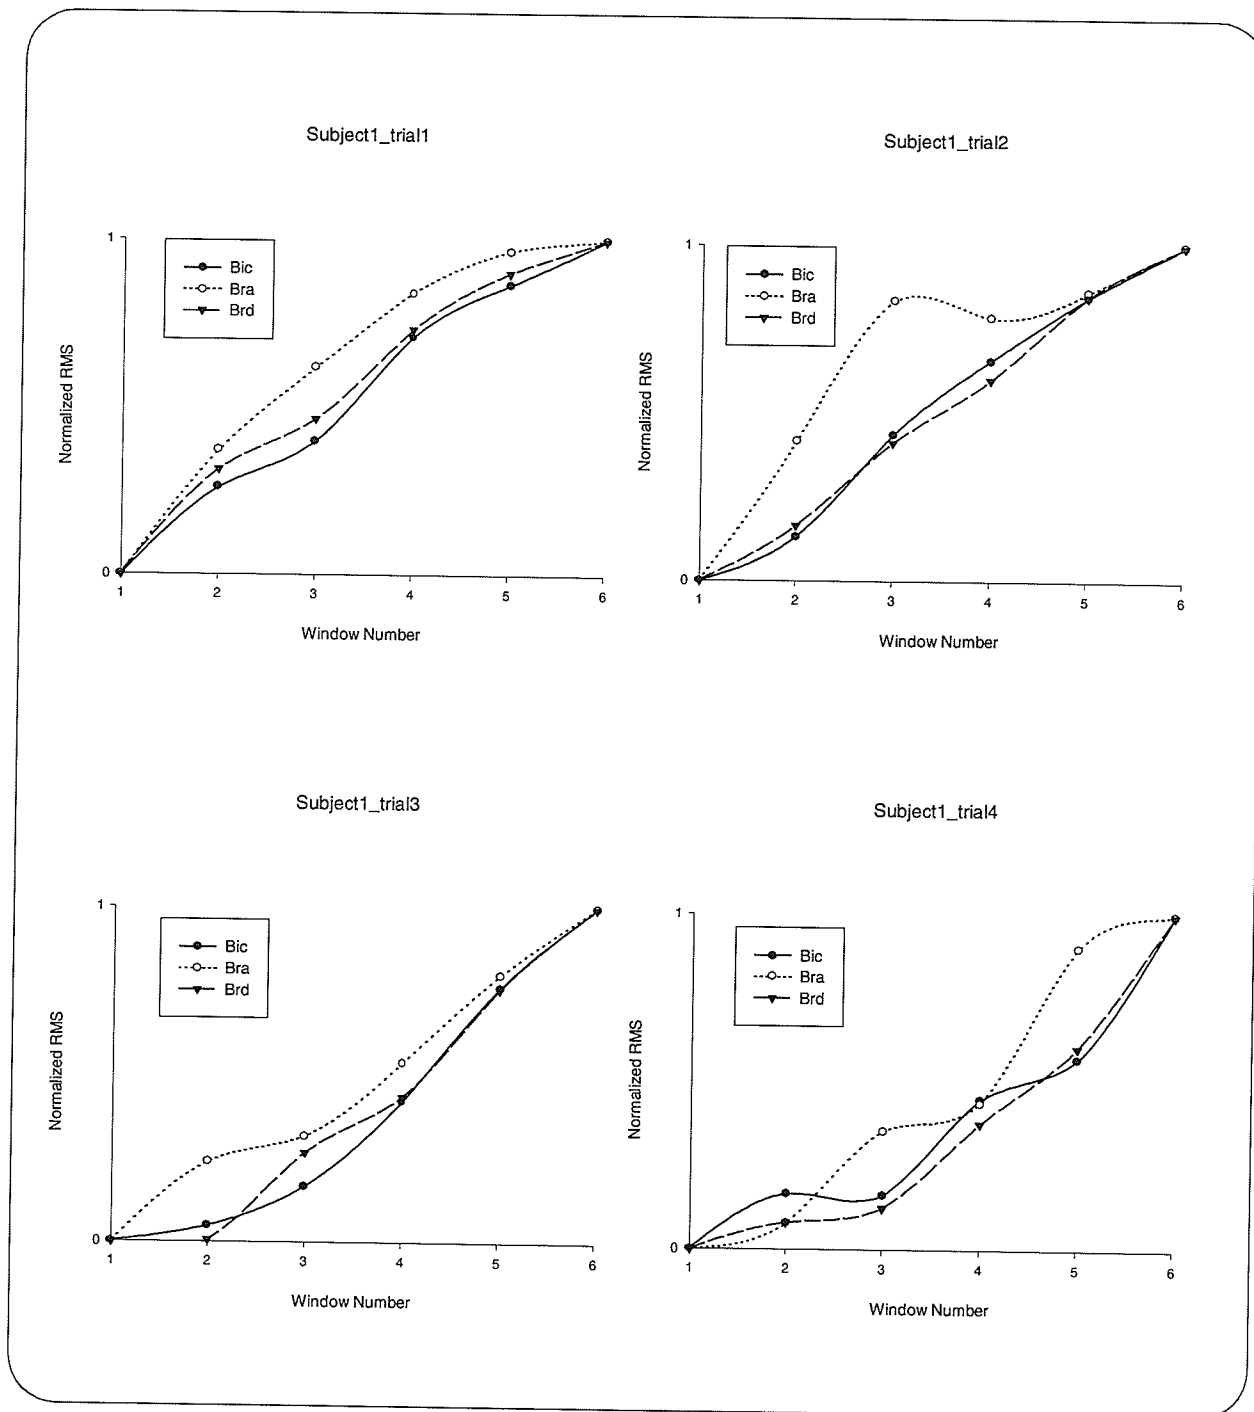 Subject1_trial1
1
Bic
Bra
Brd
Normalized RMS
0
1 2 3 4 5 6
Window Number
Subject1_trial2
1
Bic
Bra
Brd
Normalized RMS
0
1 2 3 4 5 6
Window Number
Subject1_trial3
1
Bic
Bra
Brd
Normalized RMS
0
1 2 3 4 5 6
Window Number
Subject1_trial4
1
Bic
Bra
Brd
Normalized RMS
0
1 2 3 4 5 6
Window Number